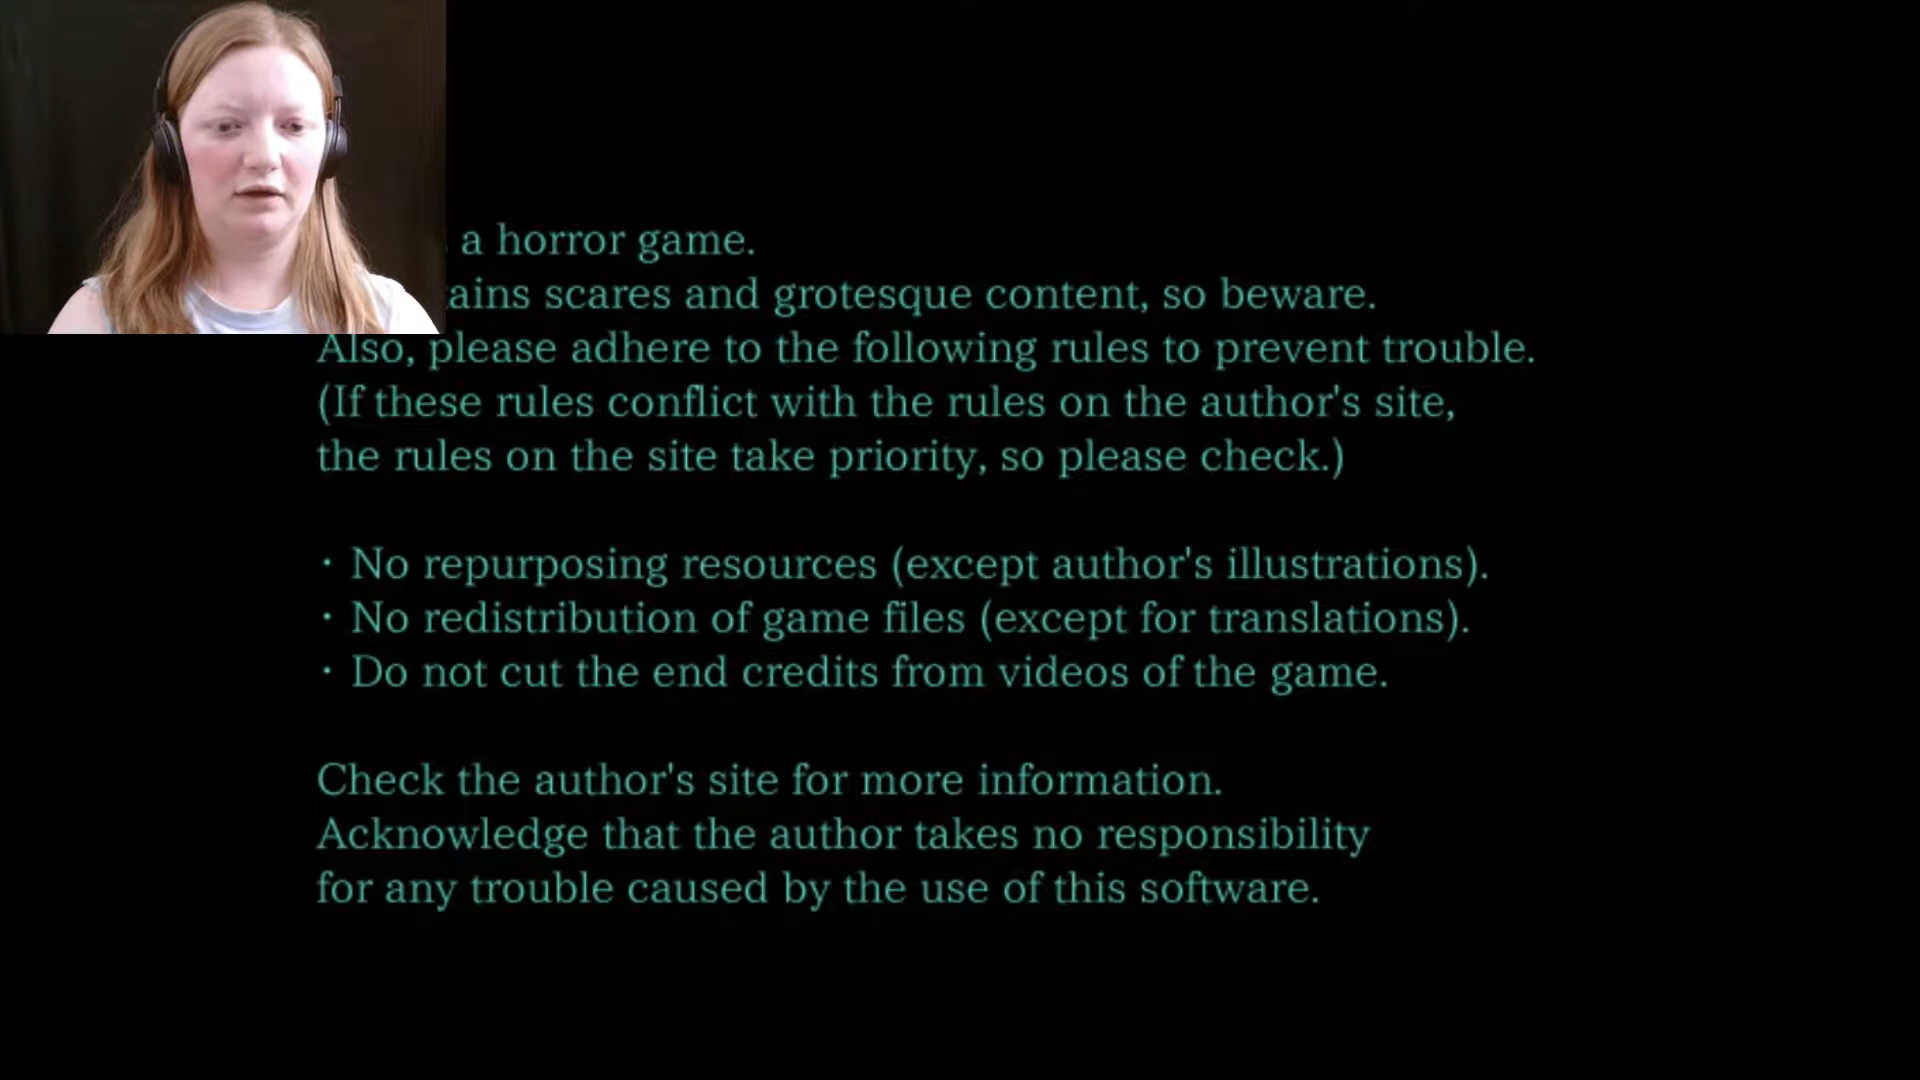 a horror game.
ains scares and grotesque content, so beware.
Also, please adhere to the following rules to prevent trouble.
(If these rules conflict with the rules on the author's site,
the rules on the site take priority, so please check.)
・No repurposing resources (except author's illustrations).
・No redistribution of game files (except for translations).
・Do not cut the end credits from videos of the game.
Check the author's site for more information.
Acknowledge that the author takes no responsibility
for any trouble caused by the use of this software.